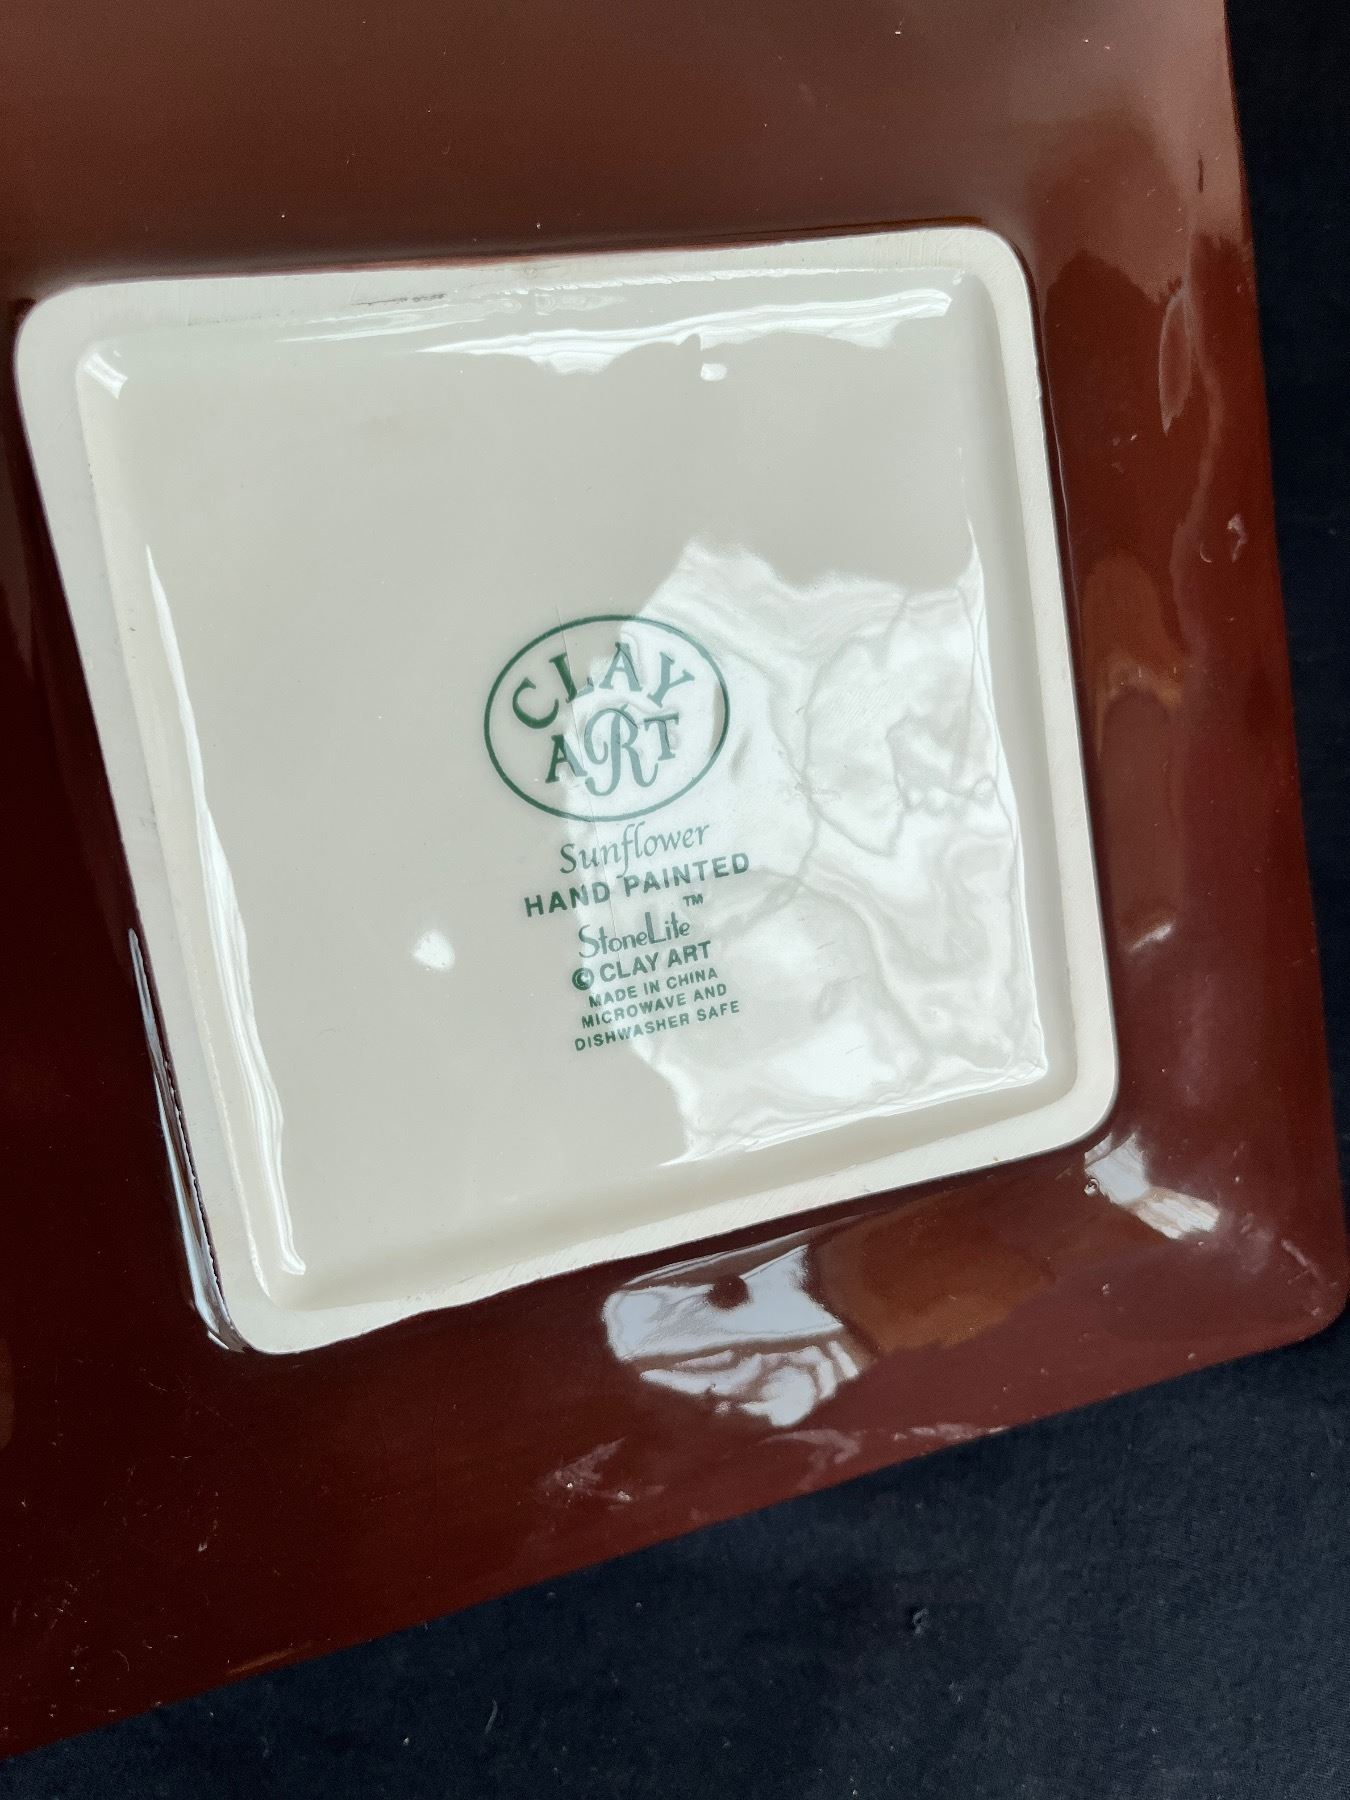 CLAY
ART
Sunflower
HAND PAINTED
StoneLite™
© CLAY ART
MADE IN CHINA
MICROWAVE AND
DISHWASHER SAFE